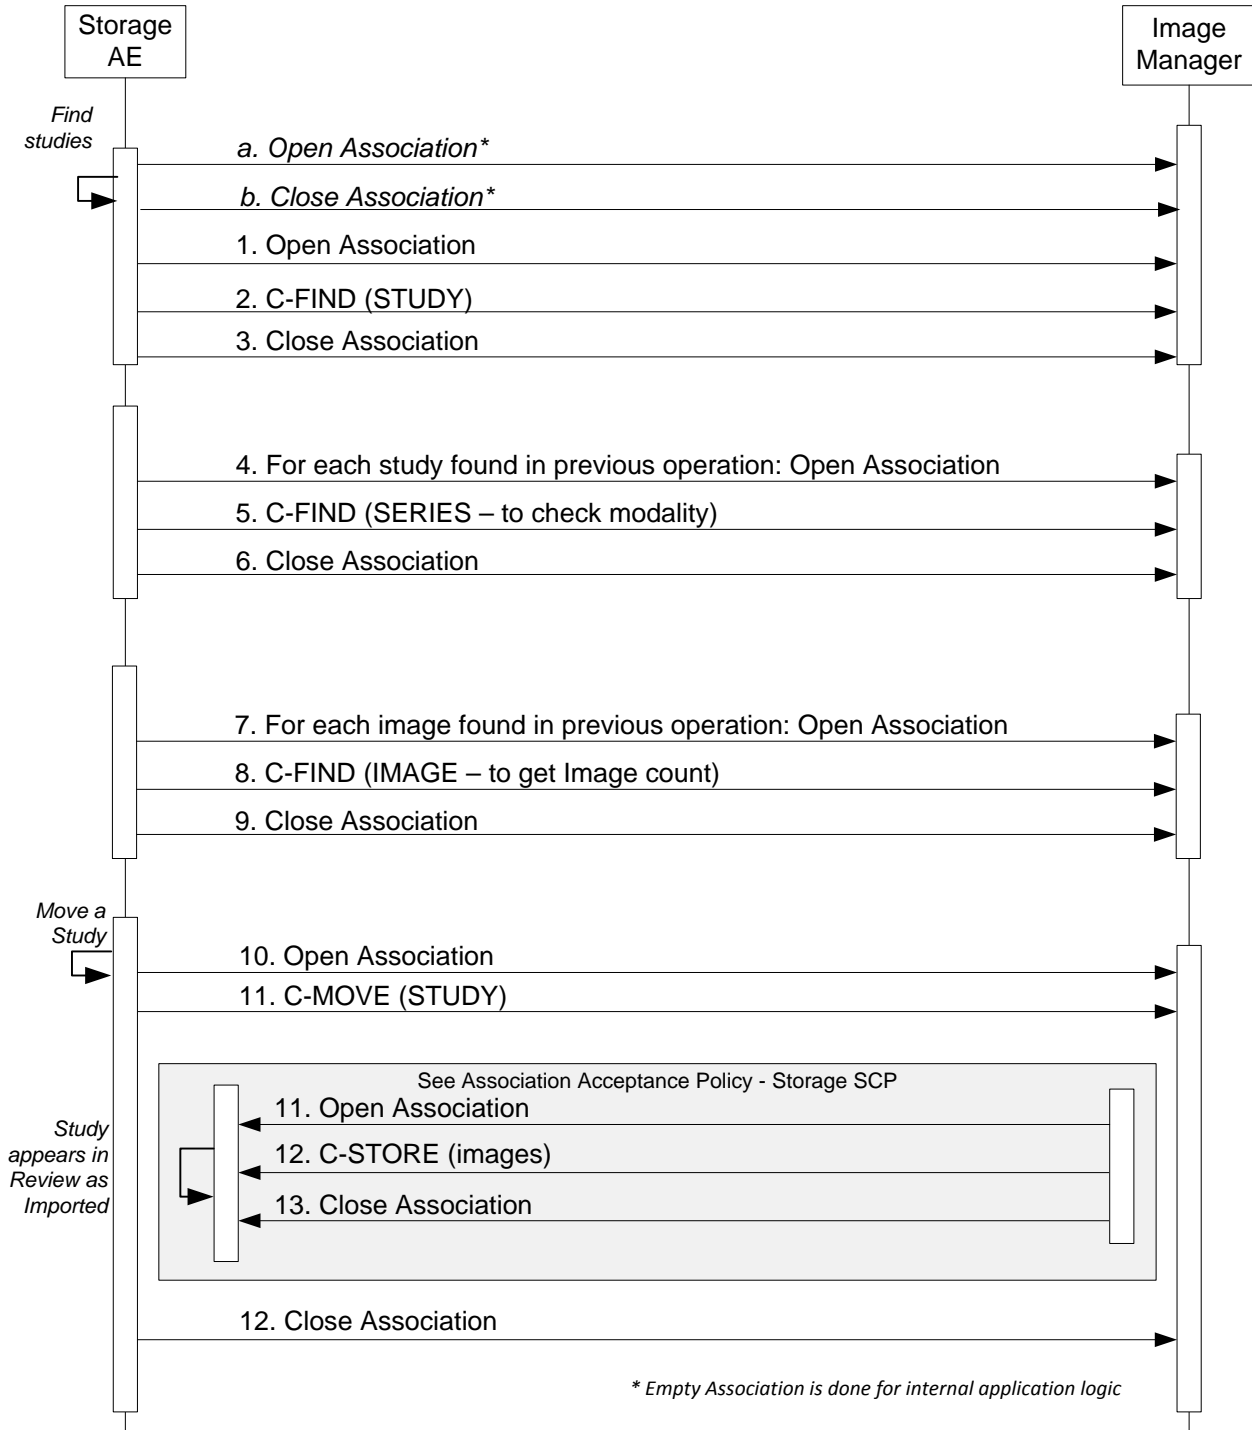 Storage
AE
Image
Manager
Find
studies
a. Open Association*
b. Close Association*
1. Open Association
2. C-FIND (STUDY)
3. Close Association
4. For each study found in previous operation: Open Association
5. C-FIND (SERIES – to check modality)
6. Close Association
7. For each image found in previous operation: Open Association
8. C-FIND (IMAGE – to get Image count)
9. Close Association
Move a
Study
10. Open Association
11. C-MOVE (STUDY)
See Association Acceptance Policy - Storage SCP
11. Open Association
12. C-STORE (images)
13. Close Association
Study
appears in
Review as
Imported
12. Close Association
* Empty Association is done for internal application logic